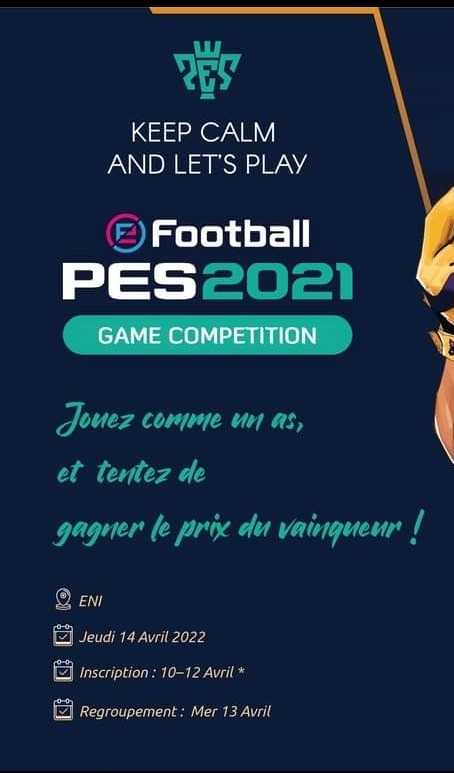 PES
KEEP CALM
AND LET'S PLAY
eFootball
PES2021
GAME COMPETITION
Jouez comme un as,
et tentez de
gagner le prix du vainqueur !
ENI
Jeudi 14 Avril 2022
Inscription : 10–12 Avril *
Regroupement : Mer 13 Avril